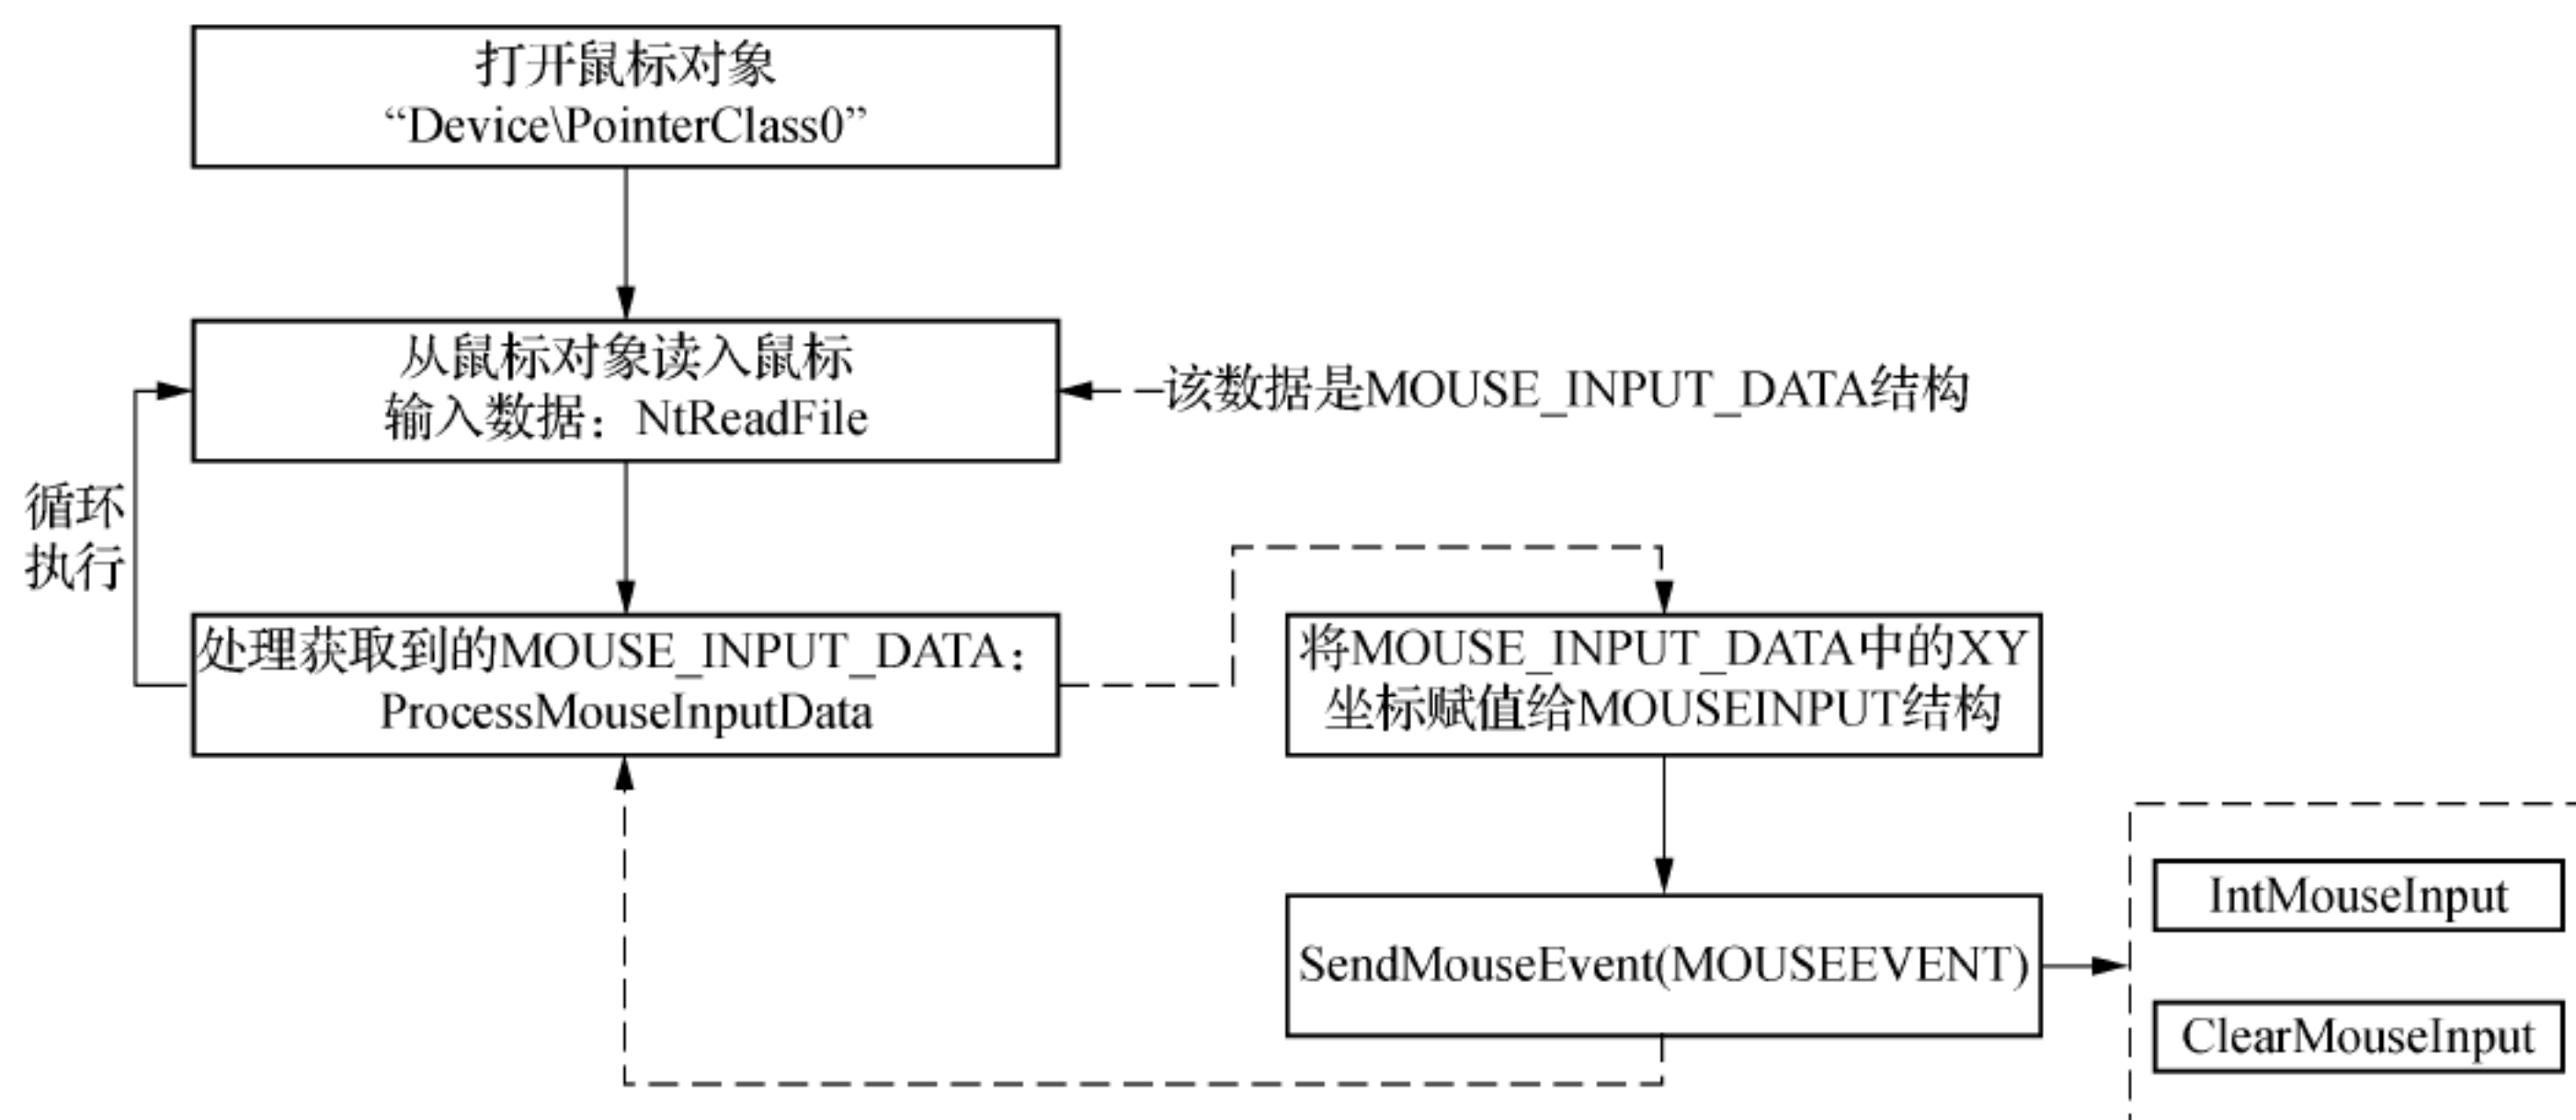 打开鼠标对象
“Device\PointerClass0”
从鼠标对象读入鼠标
输入数据：NtReadFile
该数据是MOUSE_INPUT_DATA结构
循环
执行
处理获取到的MOUSE_INPUT_DATA：
ProcessMouseInputData
将MOUSE_INPUT_DATA中的XY
坐标赋值给MOUSEINPUT结构
SendMouseEvent(MOUSEEVENT)
IntMouseInput
ClearMouseInput